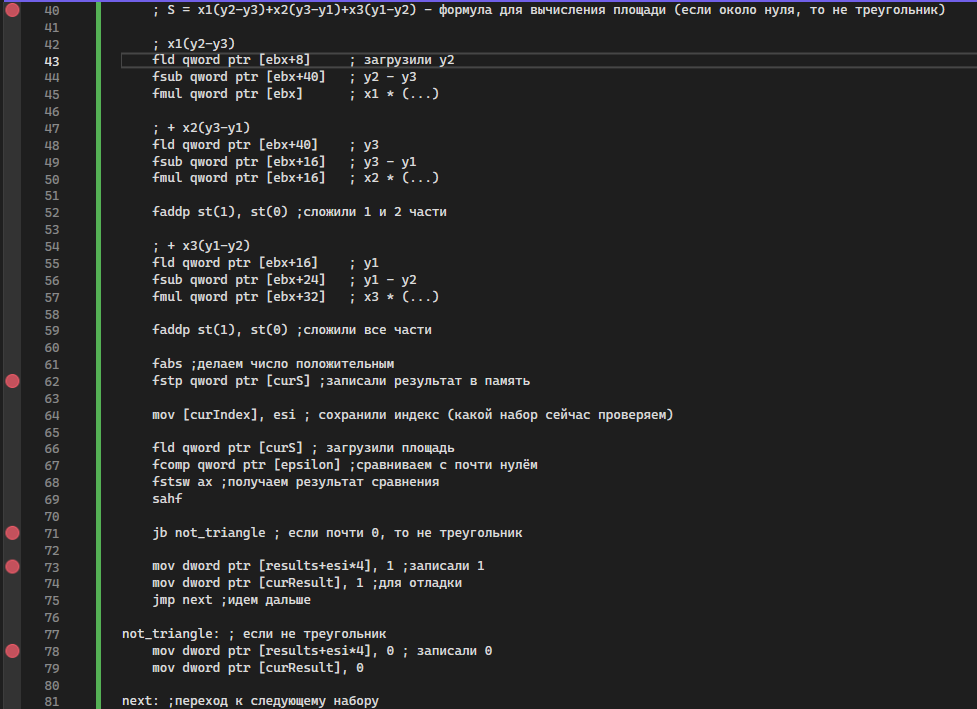 40 ; S = x1(y2-y3)+x2(y3-y1)+x3(y1-y2) - формула для вычисления площади (если около нуля, то не треугольник)
41
42 ; x1(y2-y3)
43 fld qword ptr [ebx+8] ; загрузили y2
44 fsub qword ptr [ebx+40] ; y2 - y3
45 fmul qword ptr [ebx] ; x1 * (...)
46
47 ; + x2(y3-y1)
48 fld qword ptr [ebx+40] ; y3
49 fsub qword ptr [ebx+16] ; y3 - y1
50 fmul qword ptr [ebx+16] ; x2 * (...)
51
52 faddp st(1), st(0) ;сложили 1 и 2 части
53
54 ; + x3(y1-y2)
55 fld qword ptr [ebx+16] ; y1
56 fsub qword ptr [ebx+24] ; y1 - y2
57 fmul qword ptr [ebx+32] ; x3 * (...)
58
59 faddp st(1), st(0) ;сложили все части
60
61 fabs ;делаем число положительным
62 fstp qword ptr [curS] ;записали результат в память
63
64 mov [curIndex], esi ; сохранили индекс (какой набор сейчас проверяем)
65
66 fld qword ptr [curS] ; загрузили площадь
67 fcomp qword ptr [epsilon] ;сравниваем с почти нулём
68 fstsw ax ;получаем результат сравнения
69 sahf
70
71 jb not_triangle ; если почти 0, то не треугольник
72
73 mov dword ptr [results+esi*4], 1 ;записали 1
74 mov dword ptr [curResult], 1 ;для отладки
75 jmp next ;идем дальше
76
77 not_triangle: ; если не треугольник
78 mov dword ptr [results+esi*4], 0 ; записали 0
79 mov dword ptr [curResult], 0
80
81 next: ;переход к следующему набору